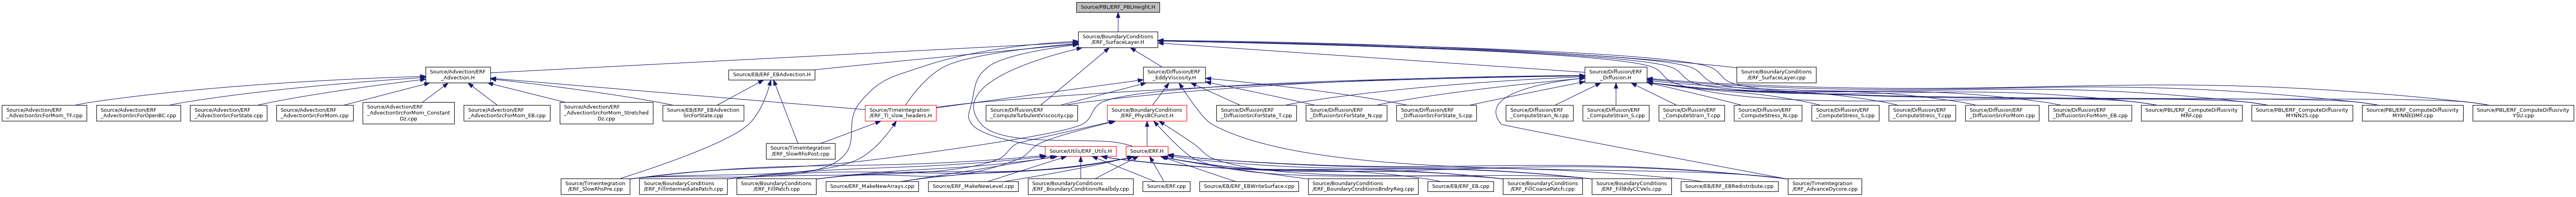 Source/PBL/ERF_PBLHeight.H
Source/BoundaryConditions
/ERF_SurfaceLayer.H
Source/Advection/ERF
_Advection.H
Source/EB/ERF_EBAdvection.H
Source/Diffusion/ERF
_EddyViscosity.H
Source/Diffusion/ERF
_Diffusion.H
Source/BoundaryConditions
/ERF_SurfaceLayer.cpp
Source/Advection/ERF
_AdvectionSrcForMom_TF.cpp
Source/Advection/ERF
_AdvectionSrcForOpenBC.cpp
Source/Advection/ERF
_AdvectionSrcForState.cpp
Source/Advection/ERF
_AdvectionSrcForMom.cpp
Source/Advection/ERF
_AdvectionSrcForMom_Constant
Dz.cpp
Source/Advection/ERF
_AdvectionSrcForMom_EB.cpp
Source/Advection/ERF
_AdvectionSrcForMom_Stretched
Dz.cpp
Source/EB/ERF_EBAdvection
SrcForState.cpp
Source/TimeIntegration
/ERF_TI_slow_headers.H
Source/Diffusion/ERF
_ComputeTurbulentViscosity.cpp
Source/BoundaryConditions
/ERF_PhysBCFunct.H
Source/Diffusion/ERF
_DiffusionSrcForState_T.cpp
Source/Diffusion/ERF
_DiffusionSrcForState_N.cpp
Source/Diffusion/ERF
_DiffusionSrcForState_S.cpp
Source/Diffusion/ERF
_ComputeStrain_N.cpp
Source/Diffusion/ERF
_ComputeStrain_S.cpp
Source/Diffusion/ERF
_ComputeStrain_T.cpp
Source/Diffusion/ERF
_ComputeStress_N.cpp
Source/Diffusion/ERF
_ComputeStress_S.cpp
Source/Diffusion/ERF
_ComputeStress_T.cpp
Source/Diffusion/ERF
_DiffusionSrcForMom.cpp
Source/Diffusion/ERF
_DiffusionSrcForMom_EB.cpp
Source/PBL/ERF_ComputeDiffusivity
MRF.cpp
Source/PBL/ERF_ComputeDiffusivity
MYNN25.cpp
Source/PBL/ERF_ComputeDiffusivity
MYNNEDMF.cpp
Source/PBL/ERF_ComputeDiffusivity
YSU.cpp
Source/TimeIntegration
/ERF_SlowRhsPost.cpp
Source/Utils/ERF_Utils.H
Source/ERF.H
Source/TimeIntegration
/ERF_SlowRhsPre.cpp
Source/BoundaryConditions
/ERF_FillIntermediatePatch.cpp
Source/BoundaryConditions
/ERF_FillPatch.cpp
Source/ERF_MakeNewArrays.cpp
Source/ERF_MakeNewLevel.cpp
Source/BoundaryConditions
/ERF_BoundaryConditionsRealbdy.cpp
Source/ERF.cpp
Source/EB/ERF_EBWriteSurface.cpp
Source/BoundaryConditions
/ERF_BoundaryConditionsBndryReg.cpp
Source/EB/ERF_EB.cpp
Source/BoundaryConditions
/ERF_FillCoarsePatch.cpp
Source/BoundaryConditions
/ERF_FillBdyCCVels.cpp
Source/EB/ERF_EBRedistribute.cpp
Source/TimeIntegration
/ERF_AdvanceDycore.cpp